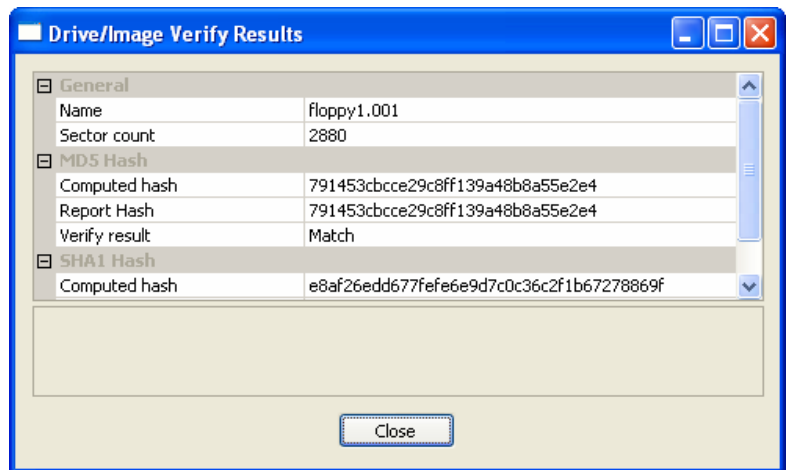 Drive/Image Verify Results
General
Name floppy1.001
Sector count 2880
MD5 Hash
Computed hash 791453cbcce29c8ff139a48b8a55e2e4
Report Hash 791453cbcce29c8ff139a48b8a55e2e4
Verify result Match
SHA1 Hash
Computed hash e8af26edd677fefe6e9d7c0c36c2f1b67278869f
Close